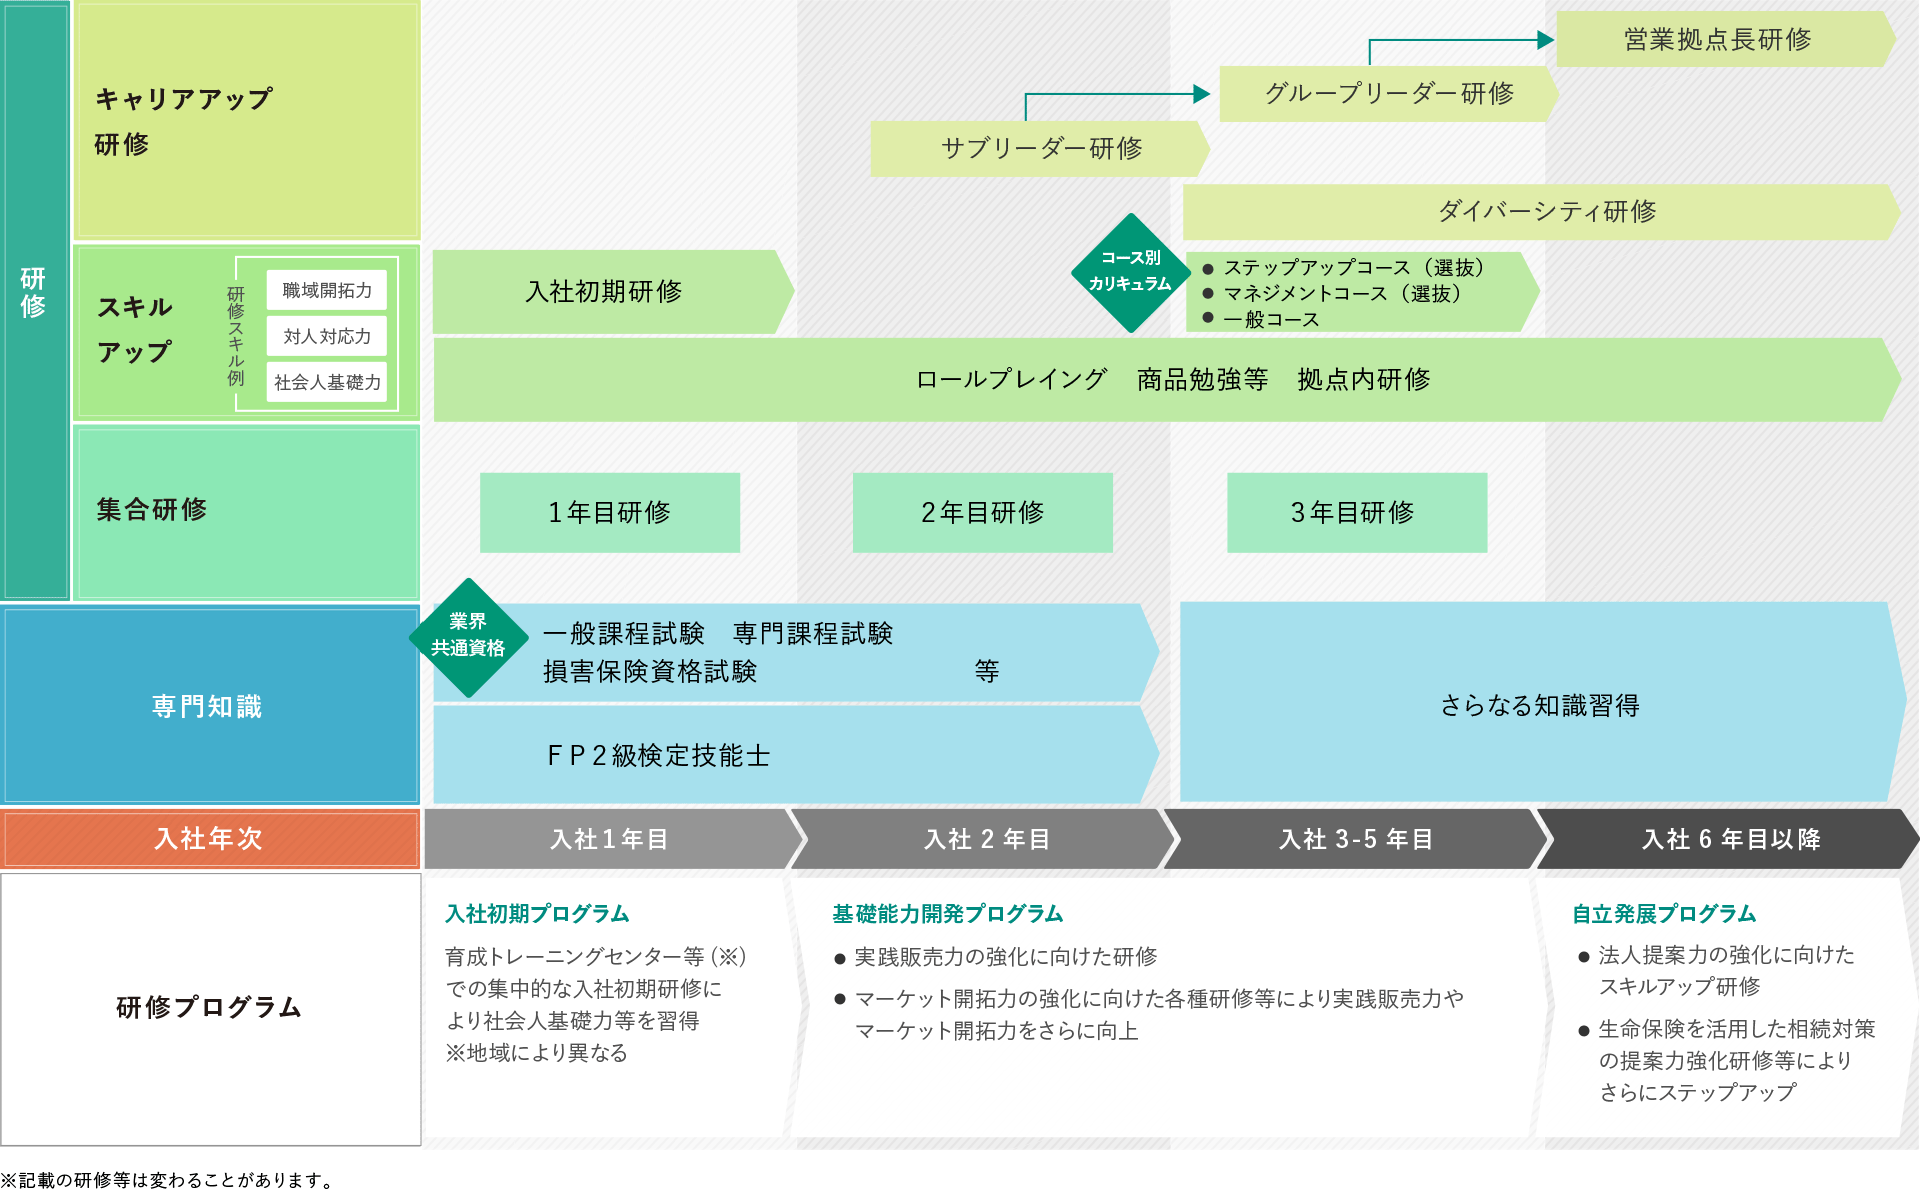 研修
キャリアアップ
研修
営業拠点長研修
グループリーダー研修
サブリーダー研修
ダイバーシティ研修
スキル
アップ
研修スキル例
職域開拓力
対人対応力
社会人基礎力
入社初期研修
コース別
カリキュラム
● ステップアップコース（選抜）
● マネジメントコース（選抜）
● 一般コース
ロールプレイング　商品勉強等　拠点内研修
集合研修
1年目研修
2年目研修
3年目研修
専門知識
業界
共通資格
一般課程試験　専門課程試験
損害保険資格試験　等
ＦＰ２級検定技能士
さらなる知識習得
入社年次
入社1年目
入社 2 年目
入社 3-5 年目
入社 6 年目以降
研修プログラム
入社初期プログラム
育成トレーニングセンター等（※）
での集中的な入社初期研修に
より社会人基礎力等を習得
※地域により異なる
基礎能力開発プログラム
● 実践販売力の強化に向けた研修
● マーケット開拓力の強化に向けた各種研修等により実践販売力や
マーケット開拓力をさらに向上
自立発展プログラム
● 法人提案力の強化に向けた
スキルアップ研修
● 生命保険を活用した相続対策
の提案力強化研修等により
さらにステップアップ
※記載の研修等は変わることがあります。